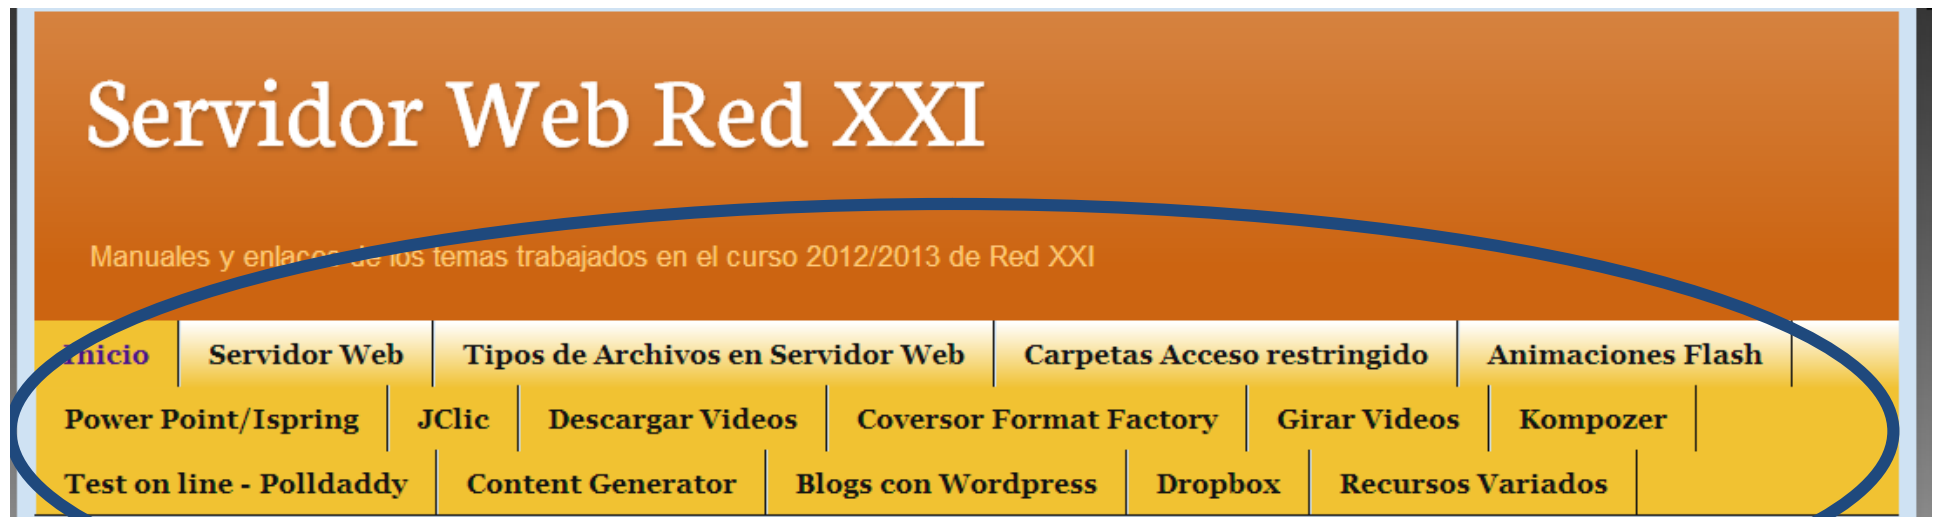 Servidor Web Red XXI
Manuales y enlaces de los temas trabajados en el curso 2012/2013 de Red XXI
Inicio Servidor Web Tipos de Archivos en Servidor Web Carpetas Acceso restringido Animaciones Flash
Power Point/Ispring JClic Descargar Videos Coversor Format Factory Girar Videos Kompozer
Test on line - Polldaddy Content Generator Blogs con Wordpress Dropbox Recursos Variados